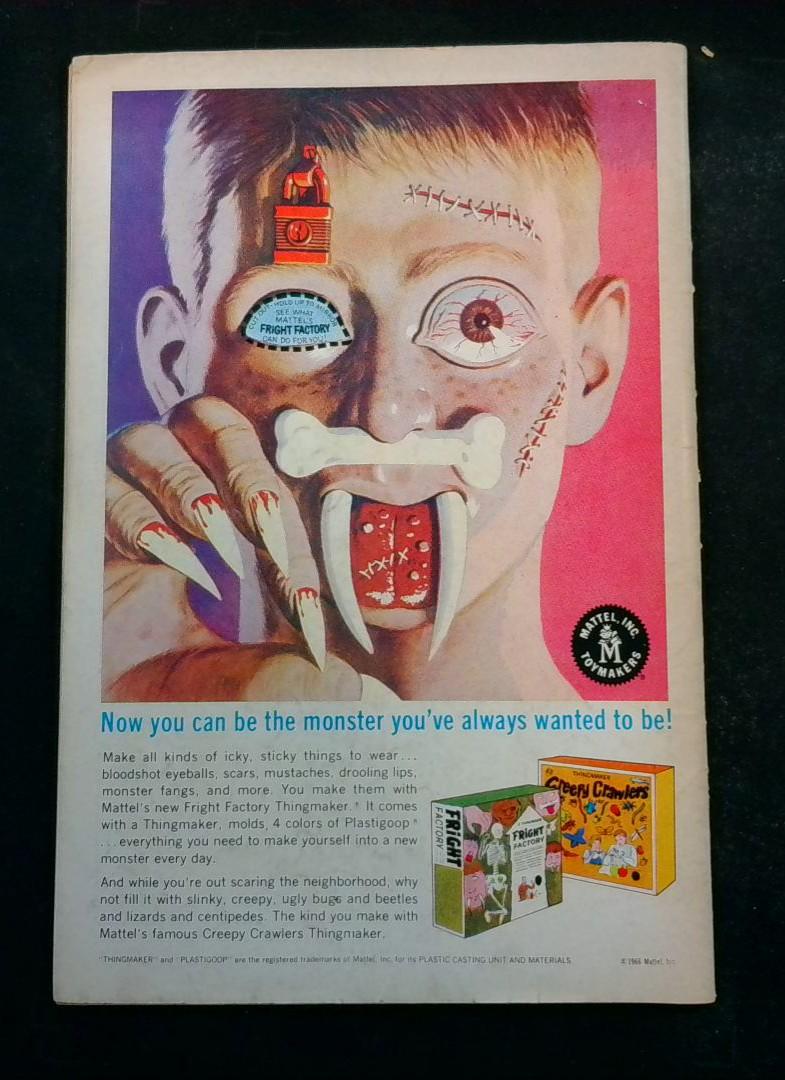 CUT OUT · HOLD UP TO MIRROR
SEE WHAT
MATTEL'S
FRIGHT FACTORY
CAN DO FOR YOU!
MATTEL, INC.
M
TOYMAKERS
Now you can be the monster you've always wanted to be!
Make all kinds of icky, sticky things to wear...
bloodshot eyeballs, scars, mustaches, drooling lips,
monster fangs, and more. You make them with
Mattel's new Fright Factory Thingmaker.® It comes
with a Thingmaker, molds, 4 colors of Plastigoop®
...everything you need to make yourself into a new
monster every day.
And while you're out scaring the neighborhood, why
not fill it with slinky, creepy, ugly bugs and beetles
and lizards and centipedes. The kind you make with
Mattel's famous Creepy Crawlers Thingmaker.
FRIGHT
FACTORY
THINGMAKER
FRIGHT
FACTORY
THINGMAKER
Creepy Crawlers
"THINGMAKER" and "PLASTIGOOP" are the registered trademarks of Mattel, Inc. for its PLASTIC CASTING UNIT AND MATERIALS.
© 1966 Mattel, Inc.